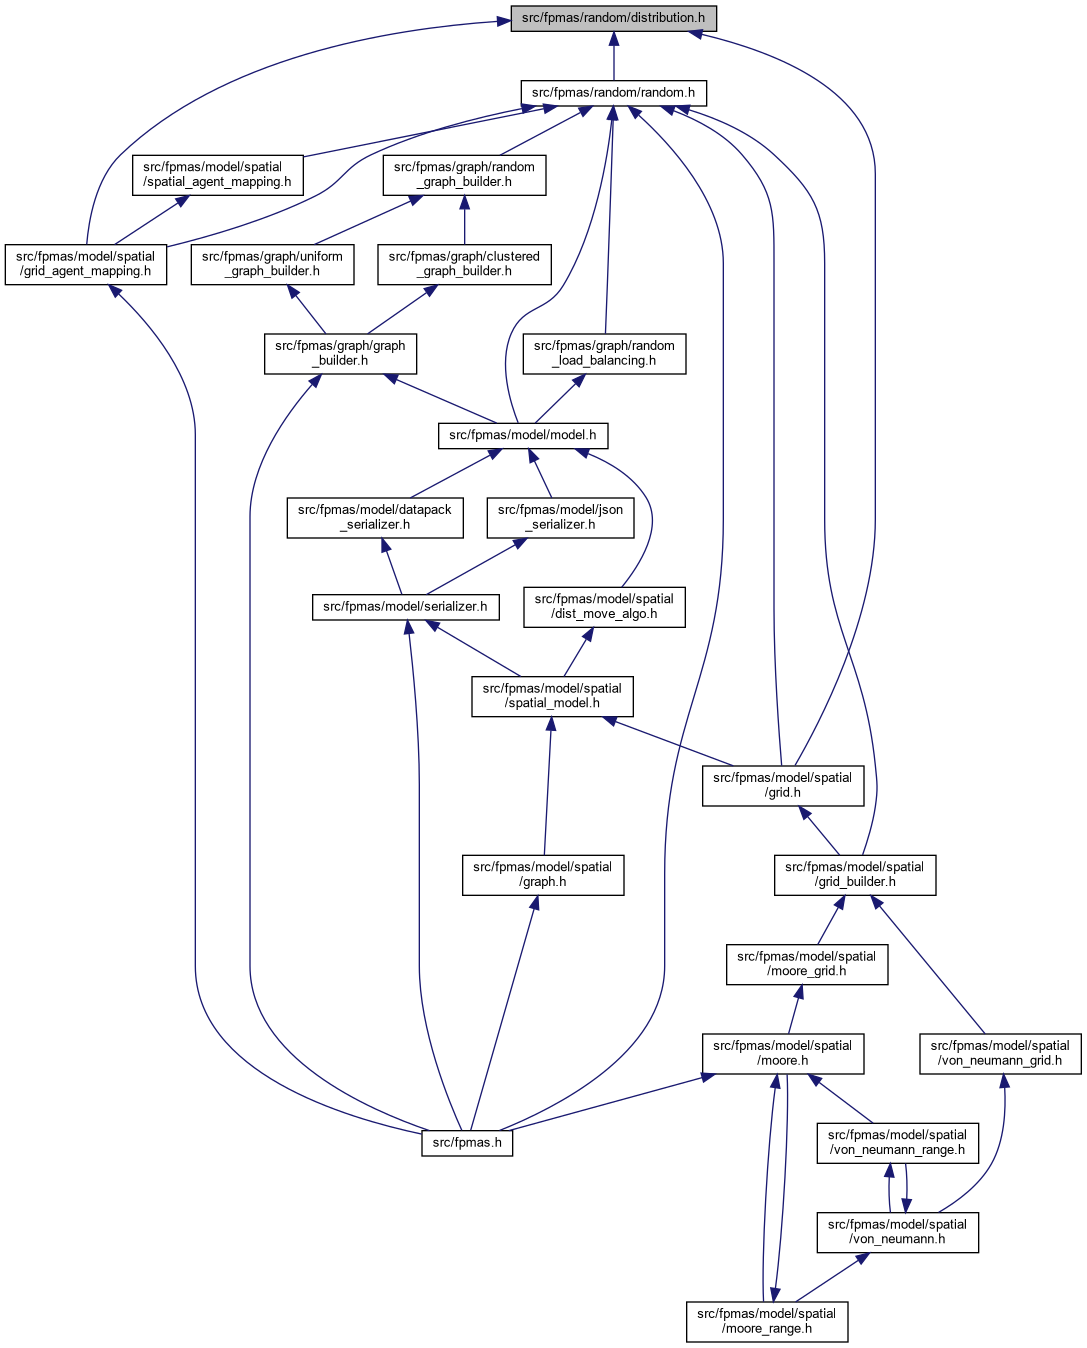 src/fpmas/random/distribution.h
src/fpmas/random/random.h
src/fpmas/model/spatial
/spatial_agent_mapping.h
src/fpmas/graph/random
_graph_builder.h
src/fpmas/model/spatial
/grid_agent_mapping.h
src/fpmas/graph/uniform
_graph_builder.h
src/fpmas/graph/clustered
_graph_builder.h
src/fpmas/graph/graph
_builder.h
src/fpmas/graph/random
_load_balancing.h
src/fpmas/model/model.h
src/fpmas/model/datapack
_serializer.h
src/fpmas/model/json
_serializer.h
src/fpmas/model/serializer.h
src/fpmas/model/spatial
/dist_move_algo.h
src/fpmas/model/spatial
/spatial_model.h
src/fpmas/model/spatial
/grid.h
src/fpmas/model/spatial
/graph.h
src/fpmas/model/spatial
/grid_builder.h
src/fpmas/model/spatial
/moore_grid.h
src/fpmas/model/spatial
/moore.h
src/fpmas/model/spatial
/von_neumann_grid.h
src/fpmas.h
src/fpmas/model/spatial
/von_neumann_range.h
src/fpmas/model/spatial
/von_neumann.h
src/fpmas/model/spatial
/moore_range.h